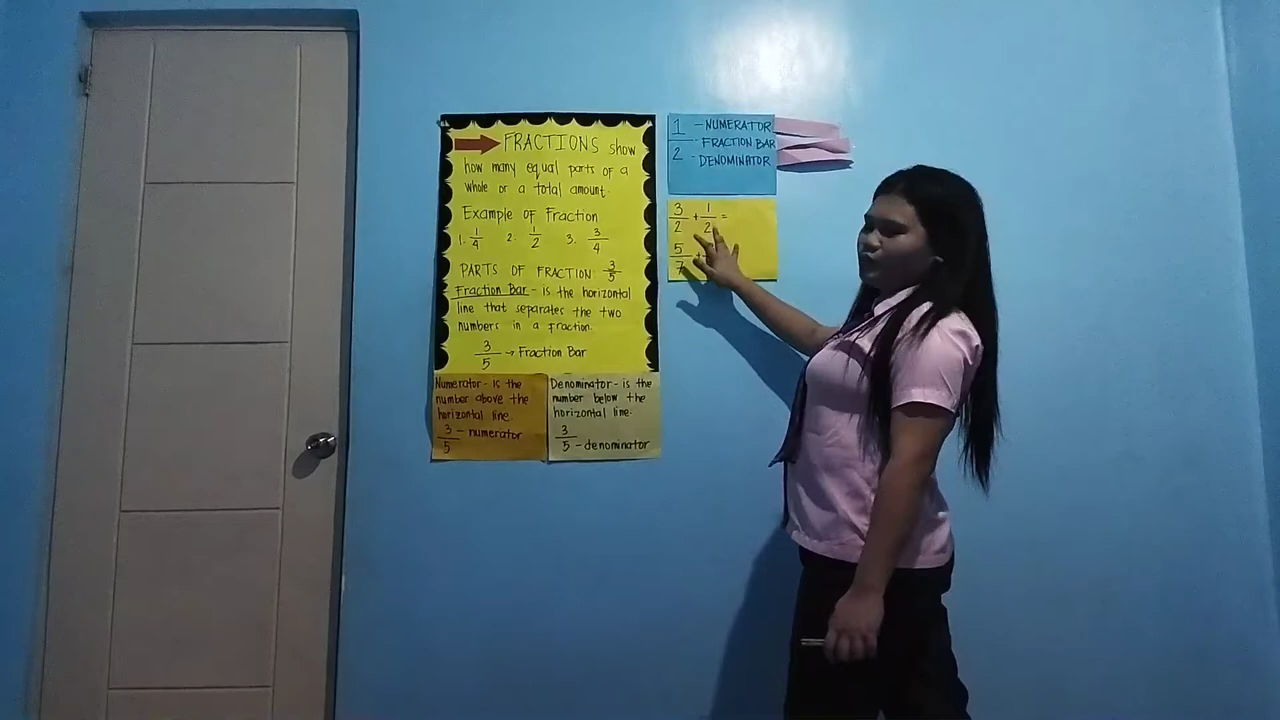 FRACTIONS show
how many equal parts of a
whole or a total amount.
Example of Fraction
1. 1/4 2. 1/2 3. 3/4
PARTS OF FRACTION: 3/5
Fraction Bar - is the horizontal
line that separates the two
numbers in a fraction.
3/5 → Fraction Bar
Numerator - is the
number above the
horizontal line.
3 - numerator
5
Denominator - is the
number below the
horizontal line.
3
5 - denominator
1 - NUMERATOR
- FRACTION BAR
2 - DENOMINATOR
3/2 + 1/2 =
5/7 +